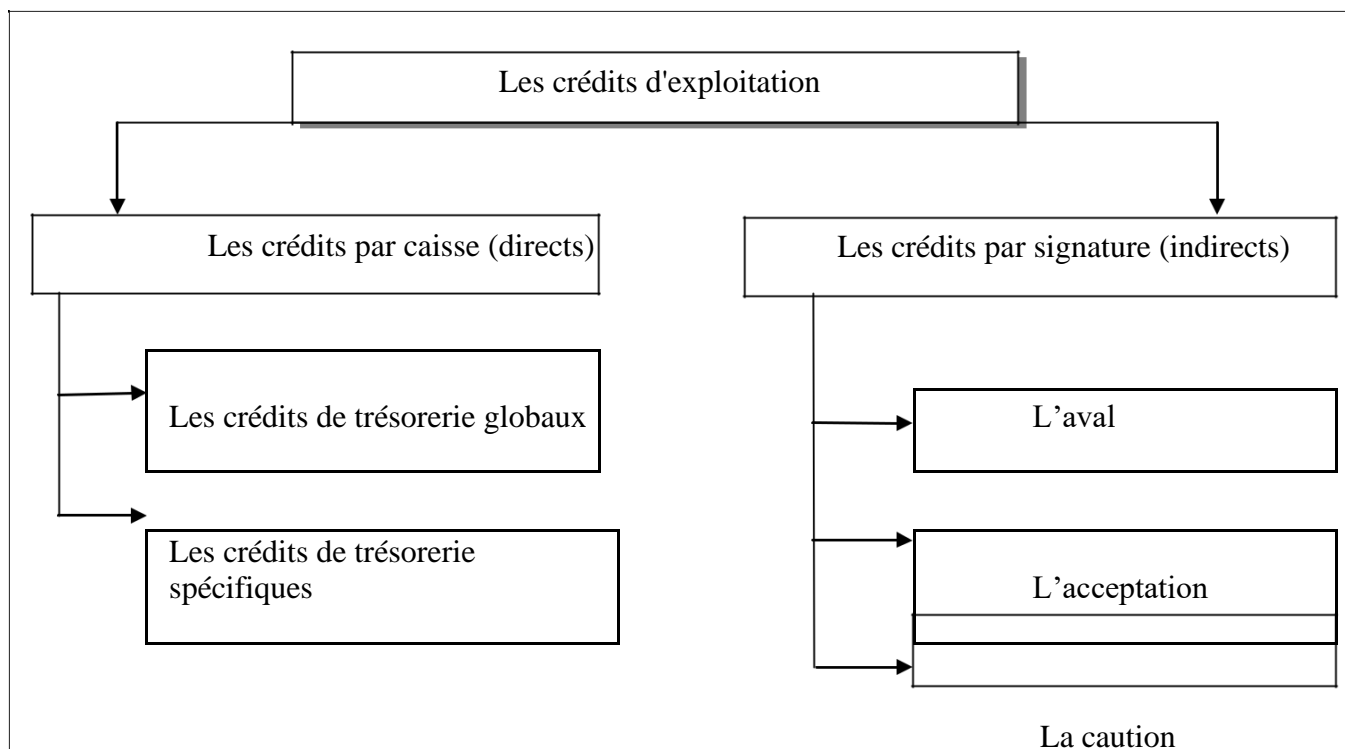 Les crédits d'exploitation
Les crédits par caisse (directs)
Les crédits par signature (indirects)
Les crédits de trésorerie globaux
L’aval
Les crédits de trésorerie
spécifiques
L’acceptation
La caution